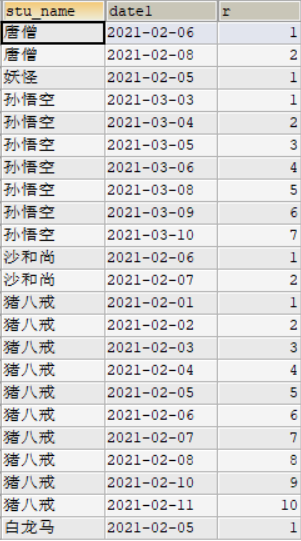 stu_name date1 r
唐僧 2021-02-06 1
唐僧 2021-02-08 2
妖怪 2021-02-05 1
孙悟空 2021-03-03 1
孙悟空 2021-03-04 2
孙悟空 2021-03-05 3
孙悟空 2021-03-06 4
孙悟空 2021-03-08 5
孙悟空 2021-03-09 6
孙悟空 2021-03-10 7
沙和尚 2021-02-06 1
沙和尚 2021-02-07 2
猪八戒 2021-02-01 1
猪八戒 2021-02-02 2
猪八戒 2021-02-03 3
猪八戒 2021-02-04 4
猪八戒 2021-02-05 5
猪八戒 2021-02-06 6
猪八戒 2021-02-07 7
猪八戒 2021-02-08 8
猪八戒 2021-02-10 9
猪八戒 2021-02-11 10
白龙马 2021-02-05 1